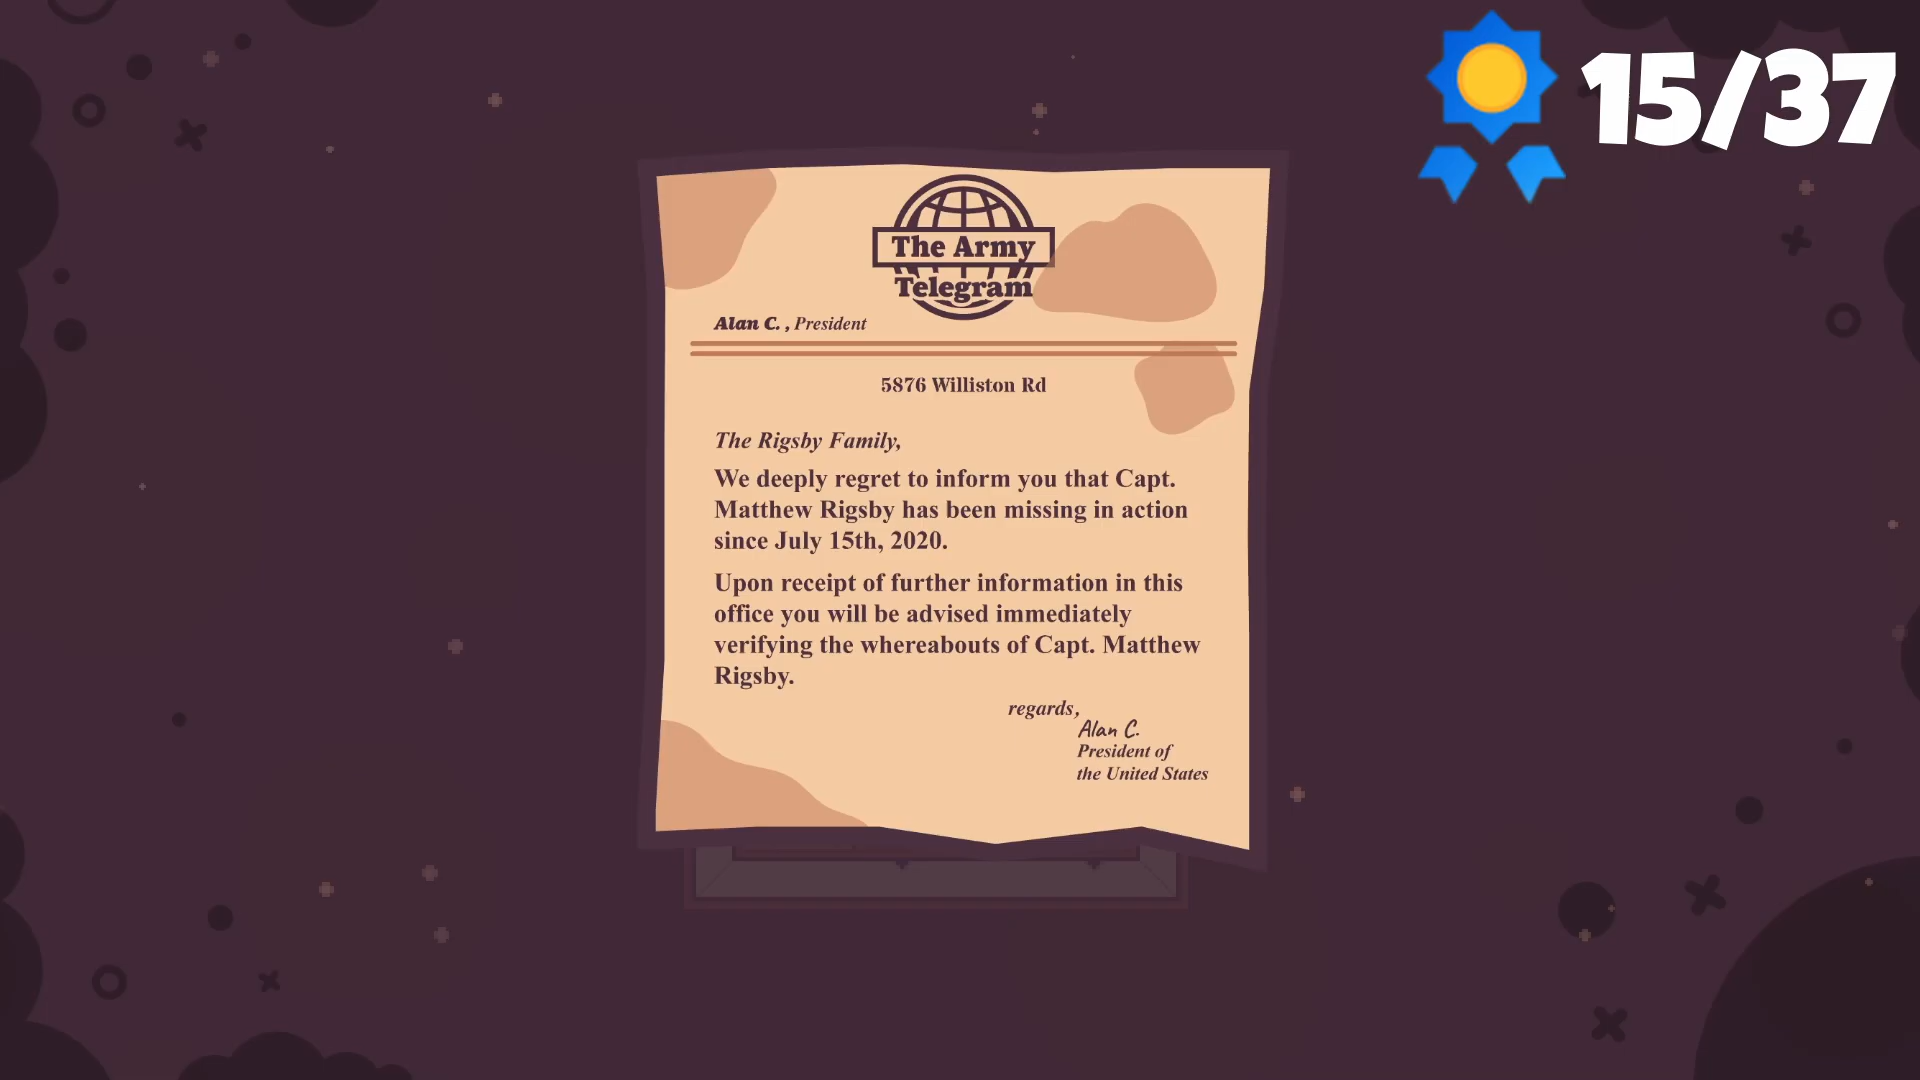 15/37
The Army
Telegram
Alan C. , President
5876 Williston Rd
The Rigsby Family,
We deeply regret to inform you that Capt.
Matthew Rigsby has been missing in action
since July 15th, 2020.
Upon receipt of further information in this
office you will be advised immediately
verifying the whereabouts of Capt. Matthew
Rigsby.
regards,
Alan C.
President of
the United States